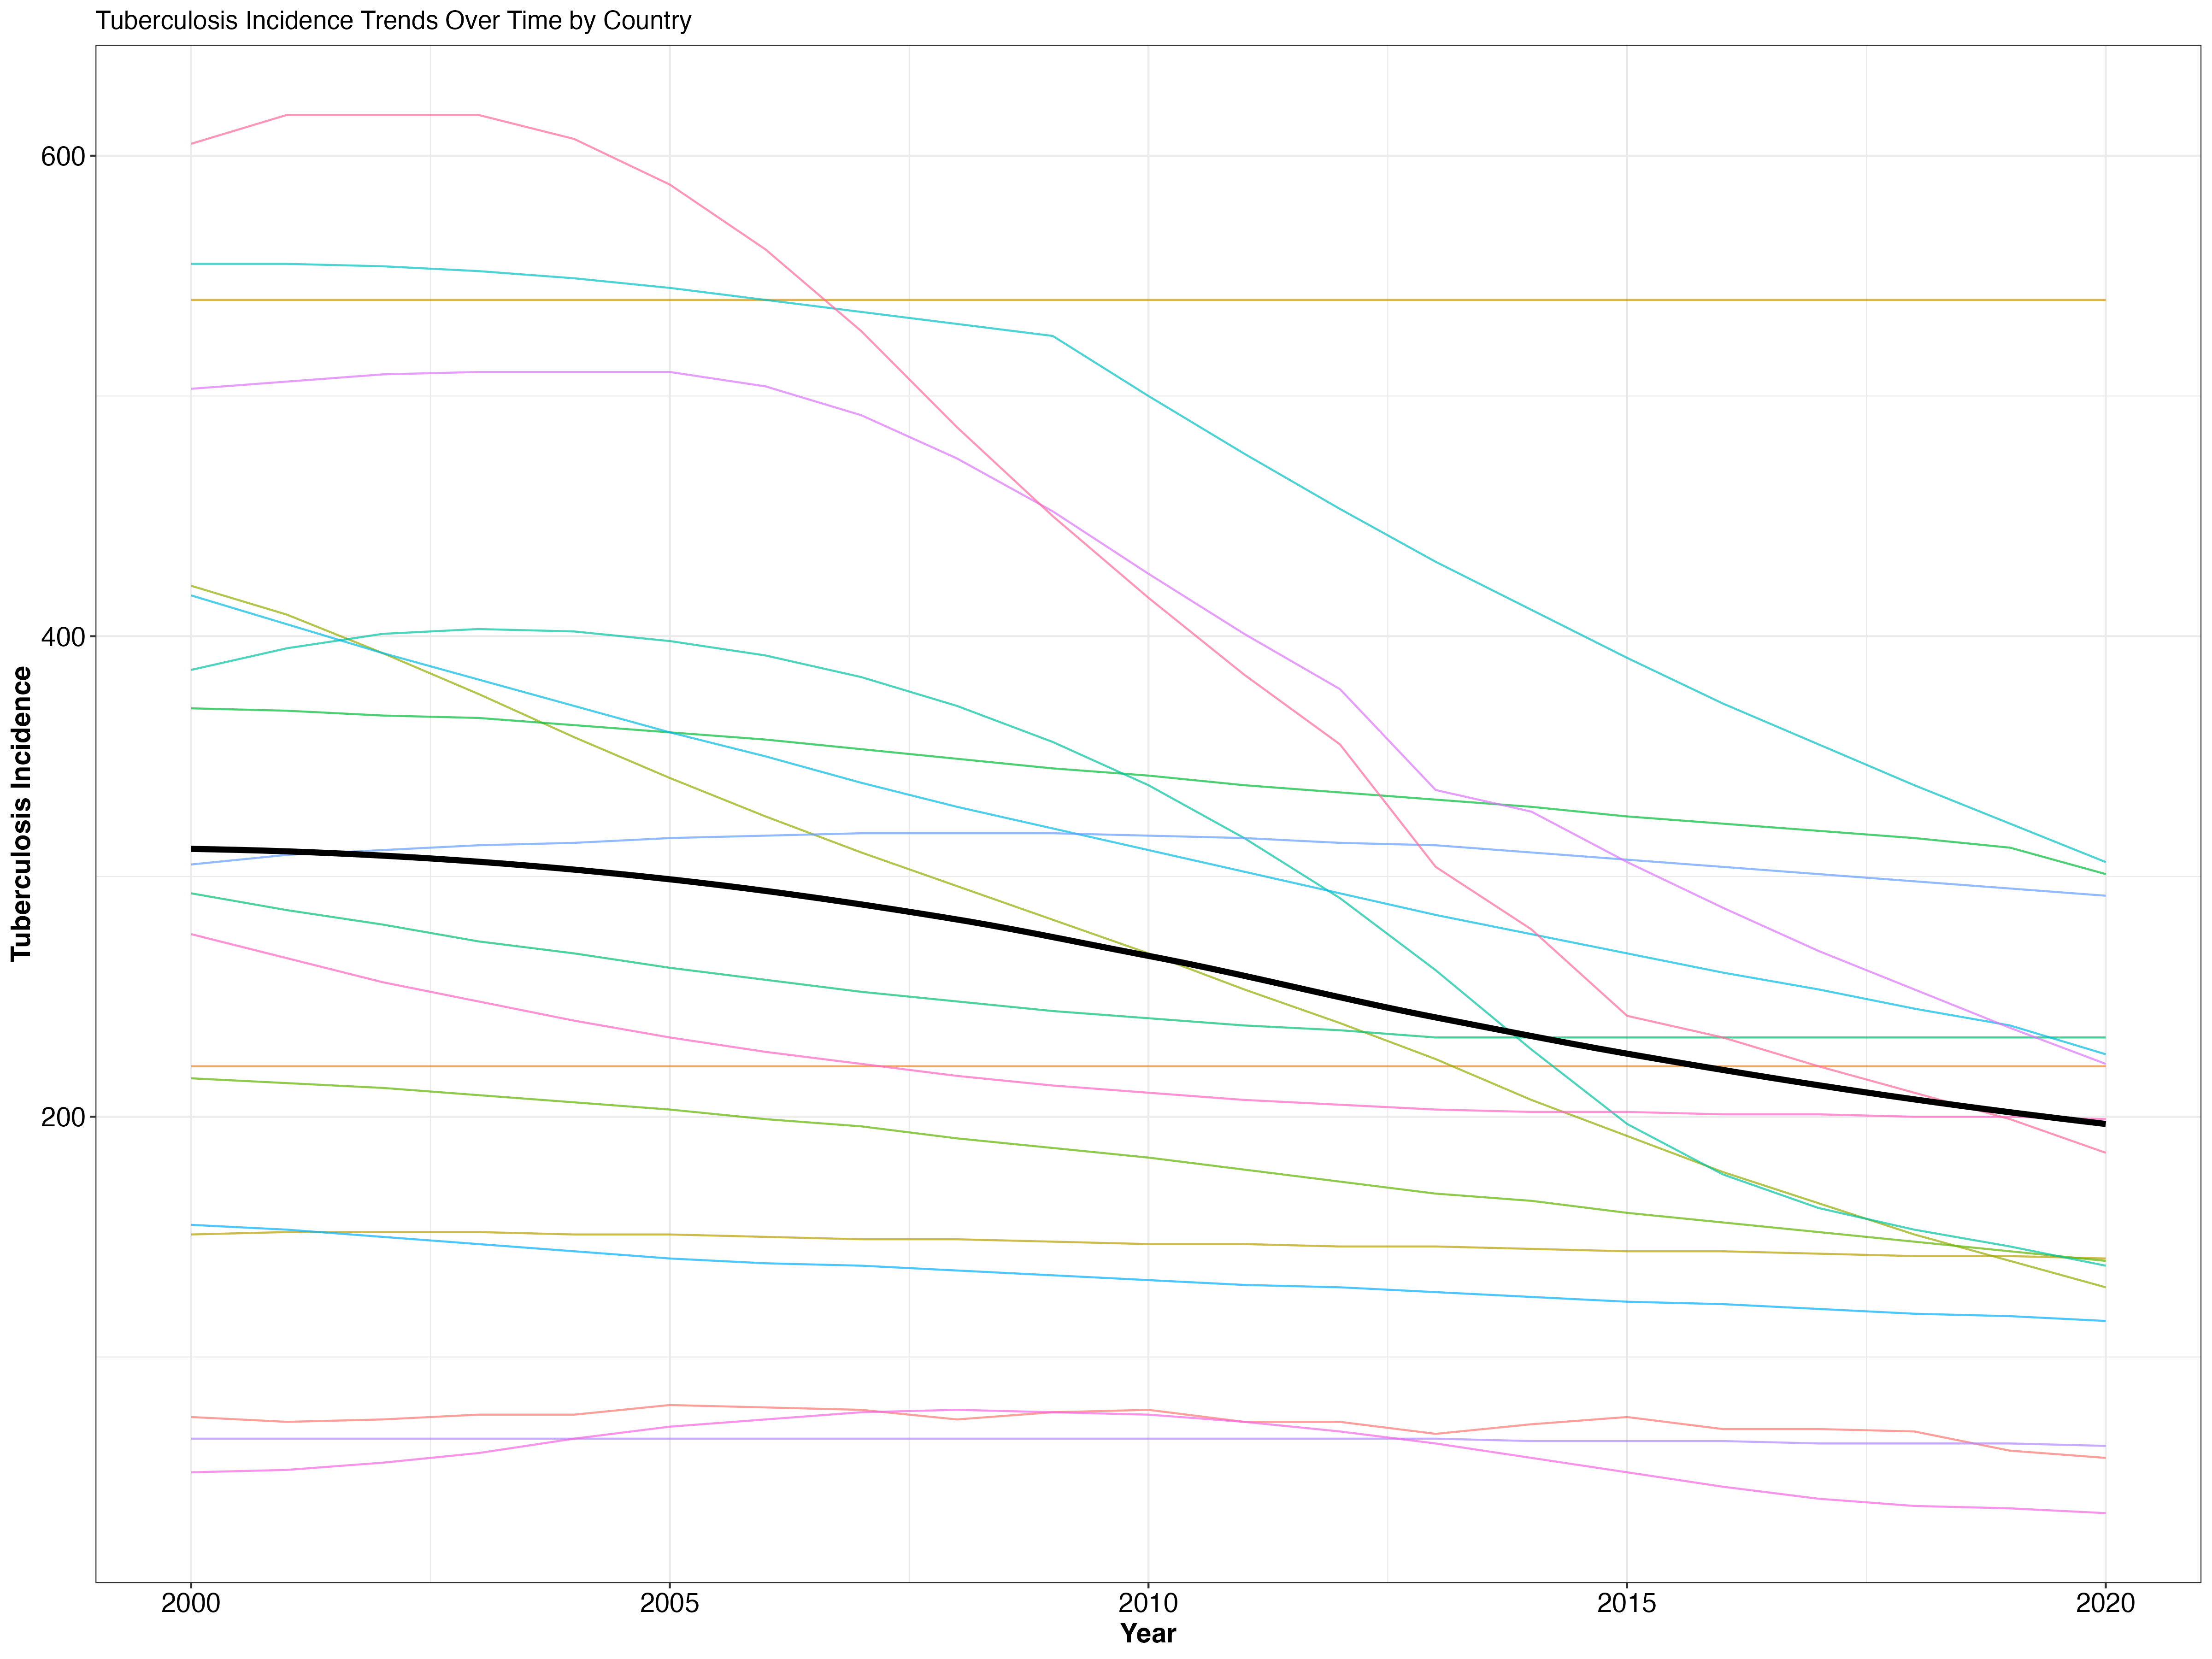 Tuberculosis Incidence Trends Over Time by Country
600
400
200
Tuberculosis Incidence
2000 2005 2010 2015 2020
Year